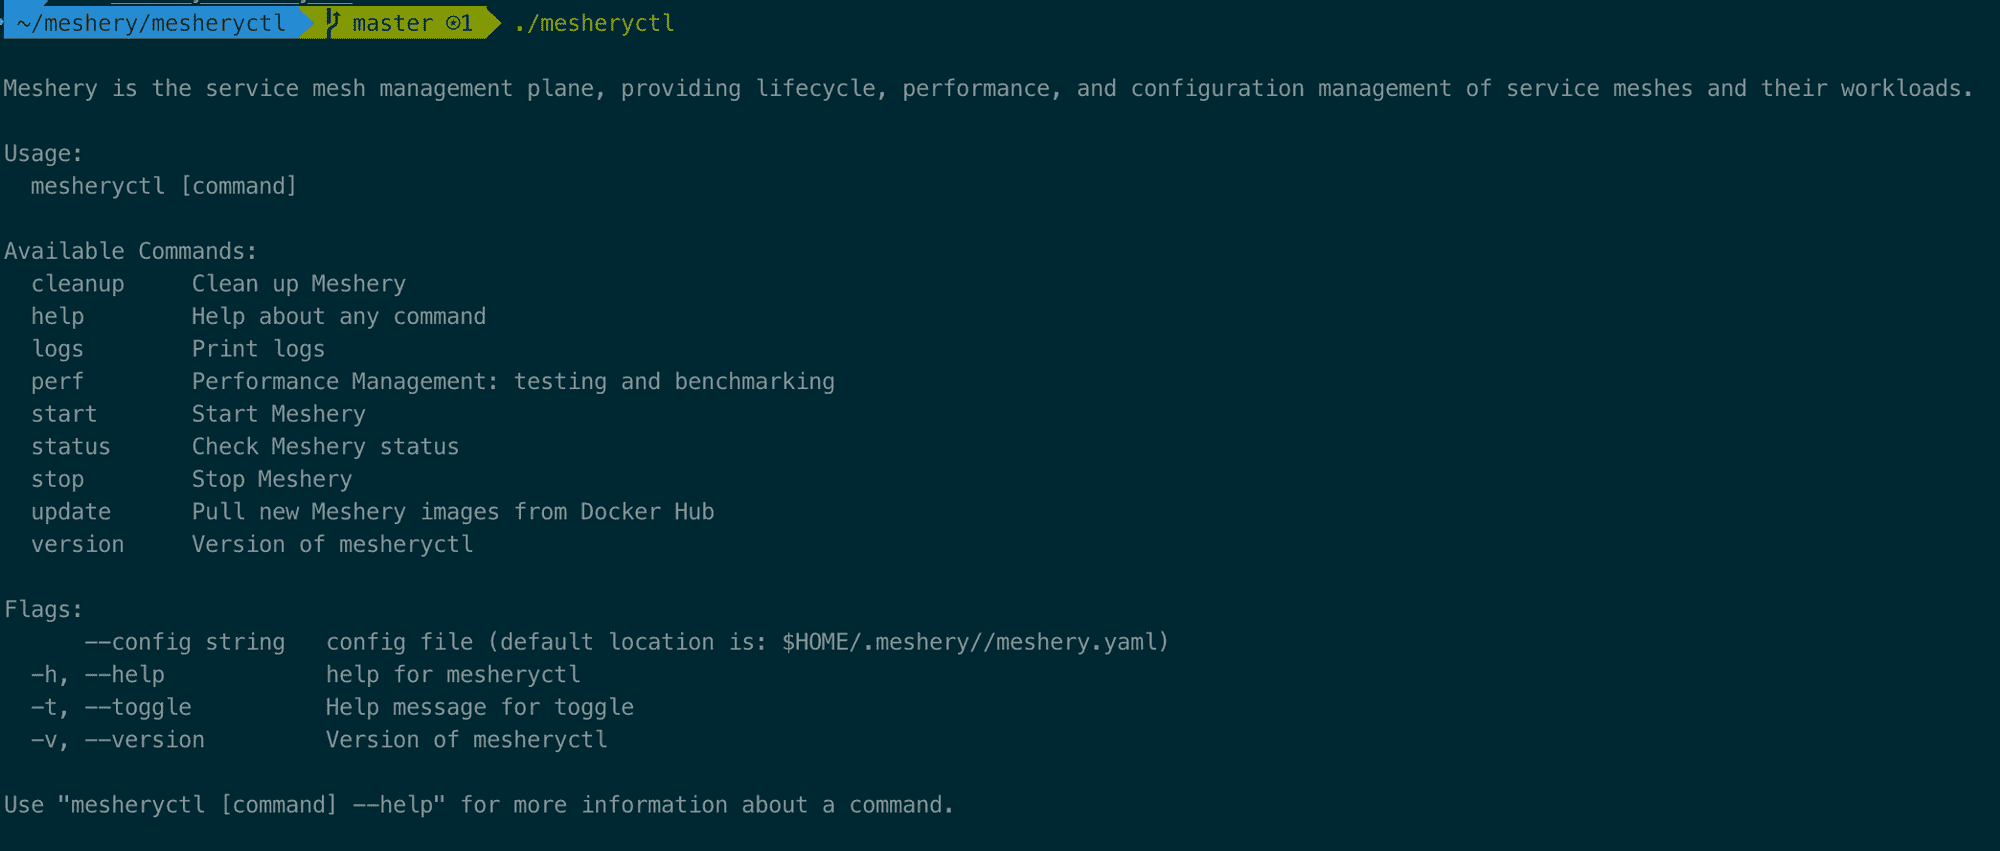 ~/meshery/mesheryctl master ⊙1 ./mesheryctl
Meshery is the service mesh management plane, providing lifecycle, performance, and configuration management of service meshes and their workloads.
Usage:
mesheryctl [command]
Available Commands:
cleanup Clean up Meshery
help Help about any command
logs Print logs
perf Performance Management: testing and benchmarking
start Start Meshery
status Check Meshery status
stop Stop Meshery
update Pull new Meshery images from Docker Hub
version Version of mesheryctl
Flags:
--config string config file (default location is: $HOME/.meshery//meshery.yaml)
-h, --help help for mesheryctl
-t, --toggle Help message for toggle
-v, --version Version of mesheryctl
Use "mesheryctl [command] --help" for more information about a command.